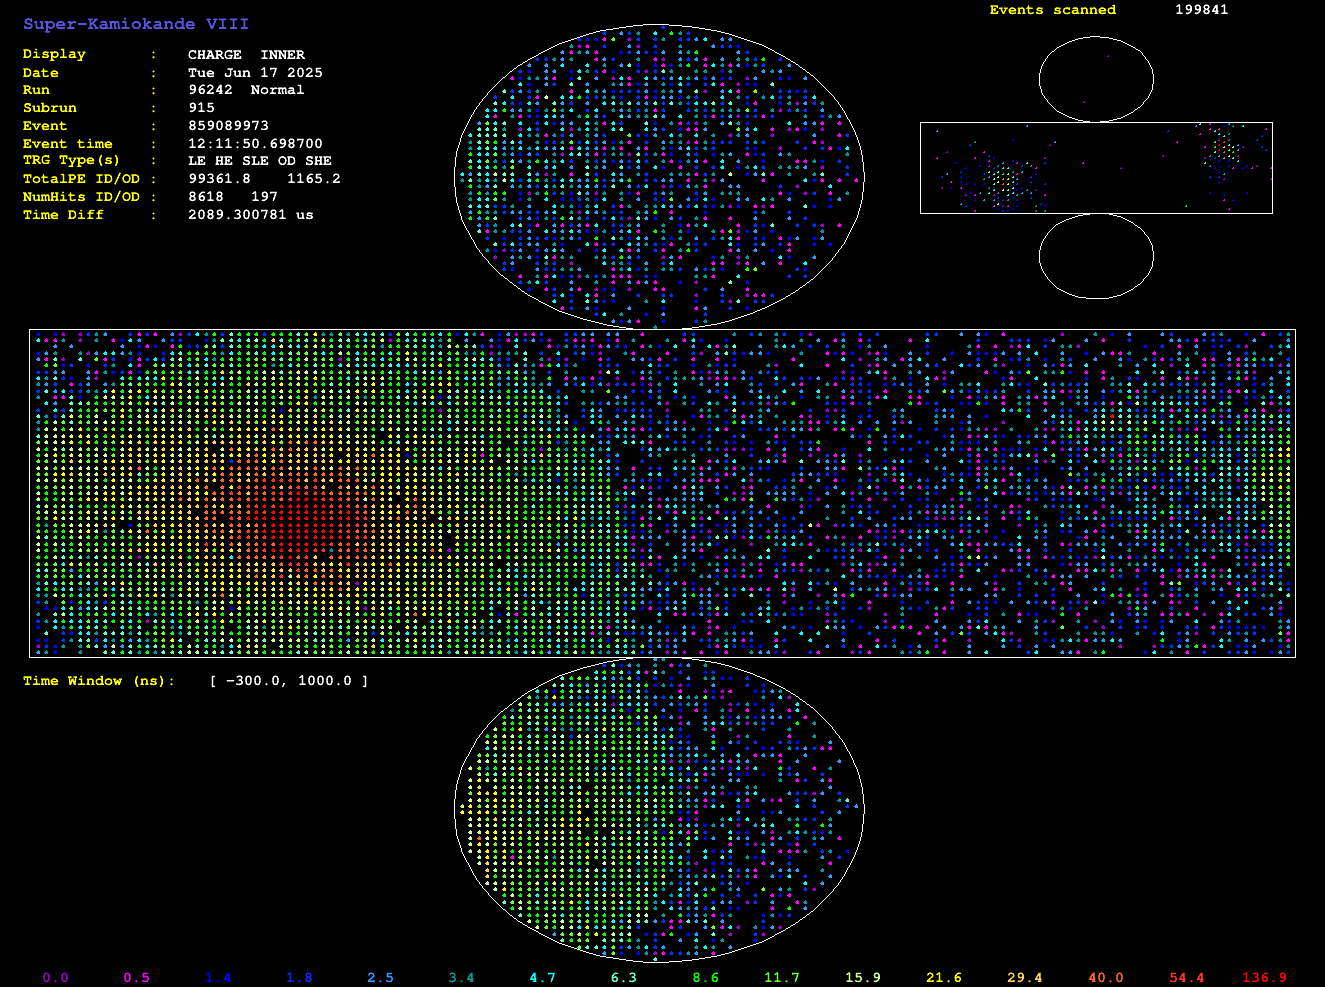 Super-Kamiokande VIII
Events scanned 199841
Display : CHARGE INNER
Date : Tue Jun 17 2025
Run : 96242 Normal
Subrun : 915
Event : 859089973
Event time : 12:11:50.698700
TRG Type(s) : LE HE SLE OD SHE
TotalPE ID/OD : 99361.8 1165.2
NumHits ID/OD : 8618 197
Time Diff : 2089.300781 us
Time Window (ns): [ -300.0, 1000.0 ]
0.0 0.5 1.4 1.8 2.5 3.4 4.7 6.3 8.6 11.7 15.9 21.6 29.4 40.0 54.4 136.9